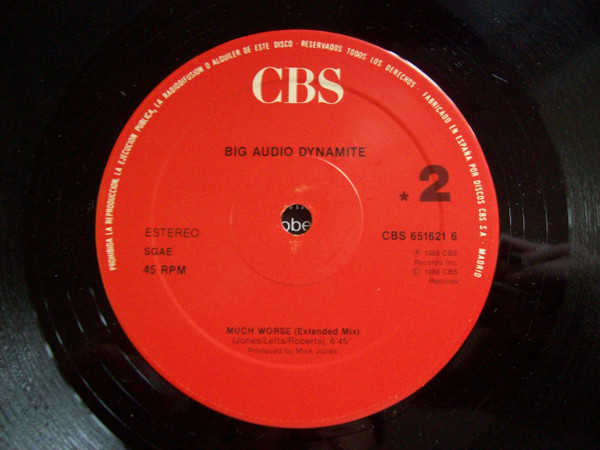 PROHIBIDA LA REPRODUCCION, LA EJECUCION PUBLICA, LA RADIODIFUSION O ALQUILER DE ESTE DISCO - RESERVADOS TODOS LOS DERECHOS - FABRICADO EN ESPAÑA POR DISCOS CBS S.A. - MADRID
CBS
BIG AUDIO DYNAMITE
* 2
ESTEREO
SGAE
45 RPM
CBS 651621 6
℗ 1988 CBS
Records Inc.
© 1988 CBS
Records
MUCH WORSE (Extended Mix)
(Jones/Letts/Roberts), 6'45"
Produced by Mick Jones